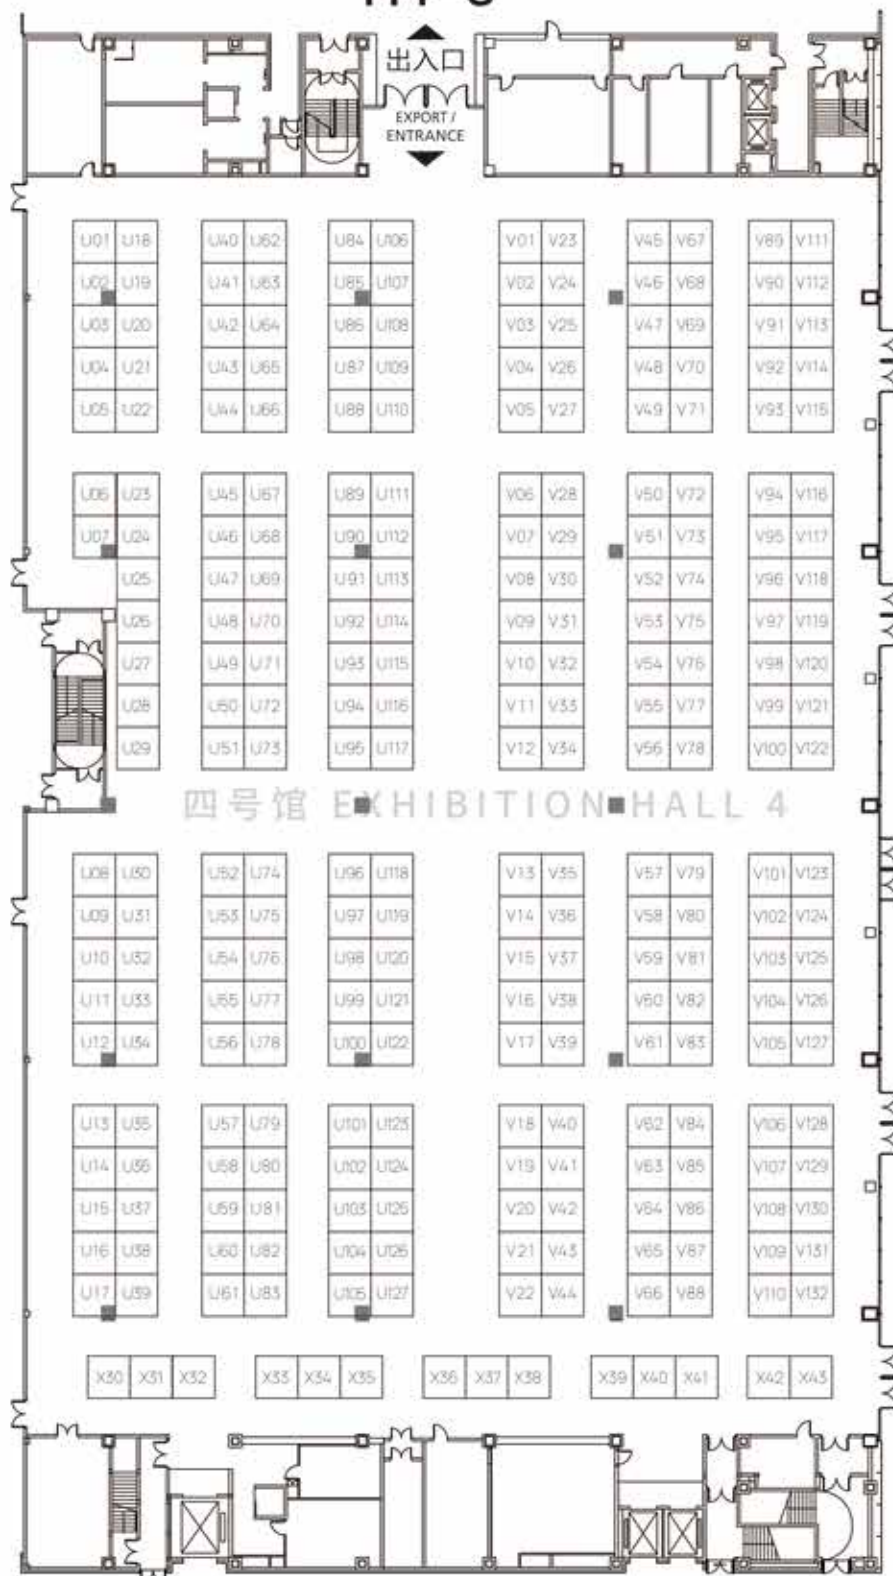 出入口
EXPORT /
ENTRANCE
U01 U18 U40 U62 U84 U106 V01 V23 V45 V67 V89 V111
U02 U19 U41 U63 U85 U107 V02 V24 V46 V68 V90 V112
U03 U20 U42 U64 U86 U108 V03 V25 V47 V69 V91 V113
U04 U21 U43 U65 U87 U109 V04 V26 V48 V70 V92 V114
U05 U22 U44 U66 U88 U110 V05 V27 V49 V71 V93 V115
U06 U23 U45 U67 U89 U111 V06 V28 V50 V72 V94 V116
U07 U24 U46 U68 U90 U112 V07 V29 V51 V73 V95 V117
U25 U47 U69 U91 U113 V08 V30 V52 V74 V96 V118
U26 U48 U70 U92 U114 V09 V31 V53 V75 V97 V119
U27 U49 U71 U93 U115 V10 V32 V54 V76 V98 V120
U28 U50 U72 U94 U116 V11 V33 V55 V77 V99 V121
U29 U51 U73 U95 U117 V12 V34 V56 V78 V100 V122
四号馆 EXHIBITION HALL 4
U08 U30 U52 U74 U96 U118 V13 V35 V57 V79 V101 V123
U09 U31 U53 U75 U97 U119 V14 V36 V58 V80 V102 V124
U10 U32 U54 U76 U98 U120 V15 V37 V59 V81 V103 V125
U11 U33 U55 U77 U99 U121 V16 V38 V60 V82 V104 V126
U12 U34 U56 U78 U100 U122 V17 V39 V61 V83 V105 V127
U13 U35 U57 U79 U101 U123 V18 V40 V62 V84 V106 V128
U14 U36 U58 U80 U102 U124 V19 V41 V63 V85 V107 V129
U15 U37 U59 U81 U103 U125 V20 V42 V64 V86 V108 V130
U16 U38 U60 U82 U104 U126 V21 V43 V65 V87 V109 V131
U17 U39 U61 U83 U105 U127 V22 V44 V66 V88 V110 V132
X30 X31 X32 X33 X34 X35 X36 X37 X38 X39 X40 X41 X42 X43